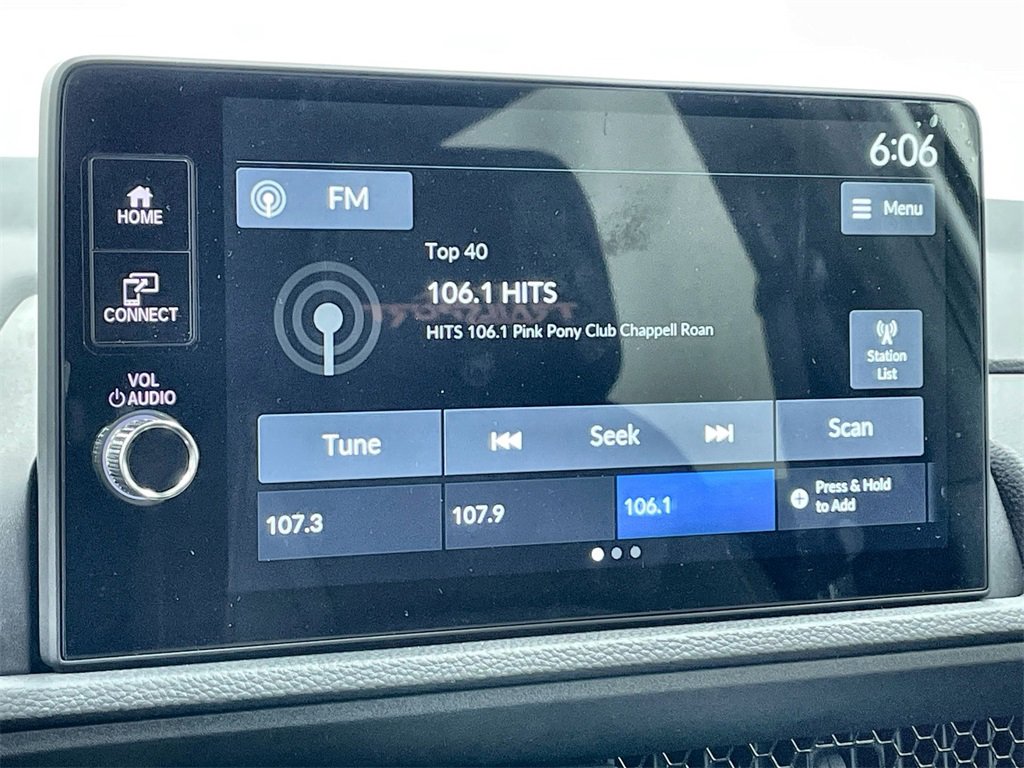 6:06
HOME
FM
Menu
Top 40
106.1 HITS
CONNECT
HITS 106.1 Pink Pony Club Chappell Roan
Station
List
VOL
AUDIO
Tune
Seek
Scan
107.3
107.9
106.1
Press & Hold
to Add